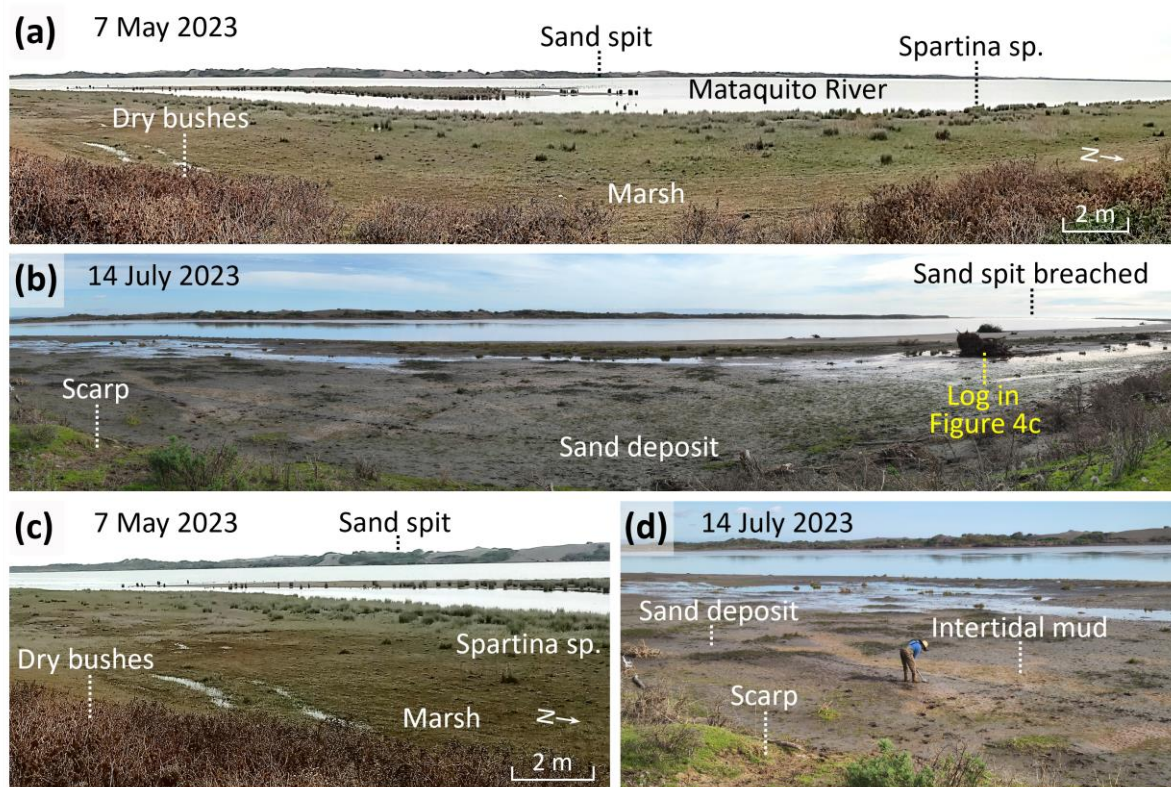 (a) 7 May 2023
Sand spit
Spartina sp.
Mataquito River
Dry bushes
N
Marsh
2 m
(b) 14 July 2023
Sand spit breached
Scarp
Log in
Figure 4c
Sand deposit
(c) 7 May 2023
Sand spit
Spartina sp.
Dry bushes
Marsh
N
2 m
(d) 14 July 2023
Sand deposit
Intertidal mud
Scarp